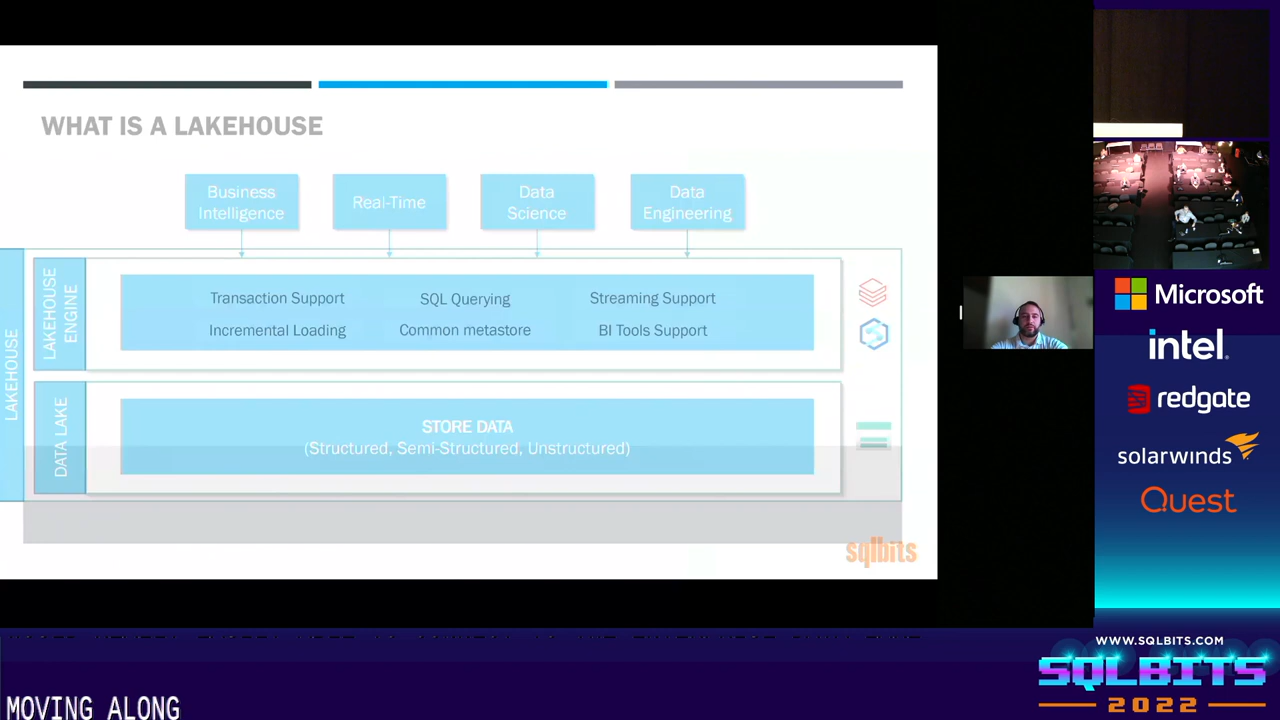 WHAT IS A LAKEHOUSE
Business
Intelligence
Real-Time
Data
Science
Data
Engineering
LAKEHOUSE
LAKEHOUSE
ENGINE
Transaction Support
SQL Querying
Streaming Support
Incremental Loading
Common metastore
BI Tools Support
DATA LAKE
STORE DATA
(Structured, Semi-Structured, Unstructured)
sqlbits
Microsoft
intel.
redgate
solarwinds
Quest
WWW.SQLBITS.COM
SQLBITS
2022
MOVING ALONG